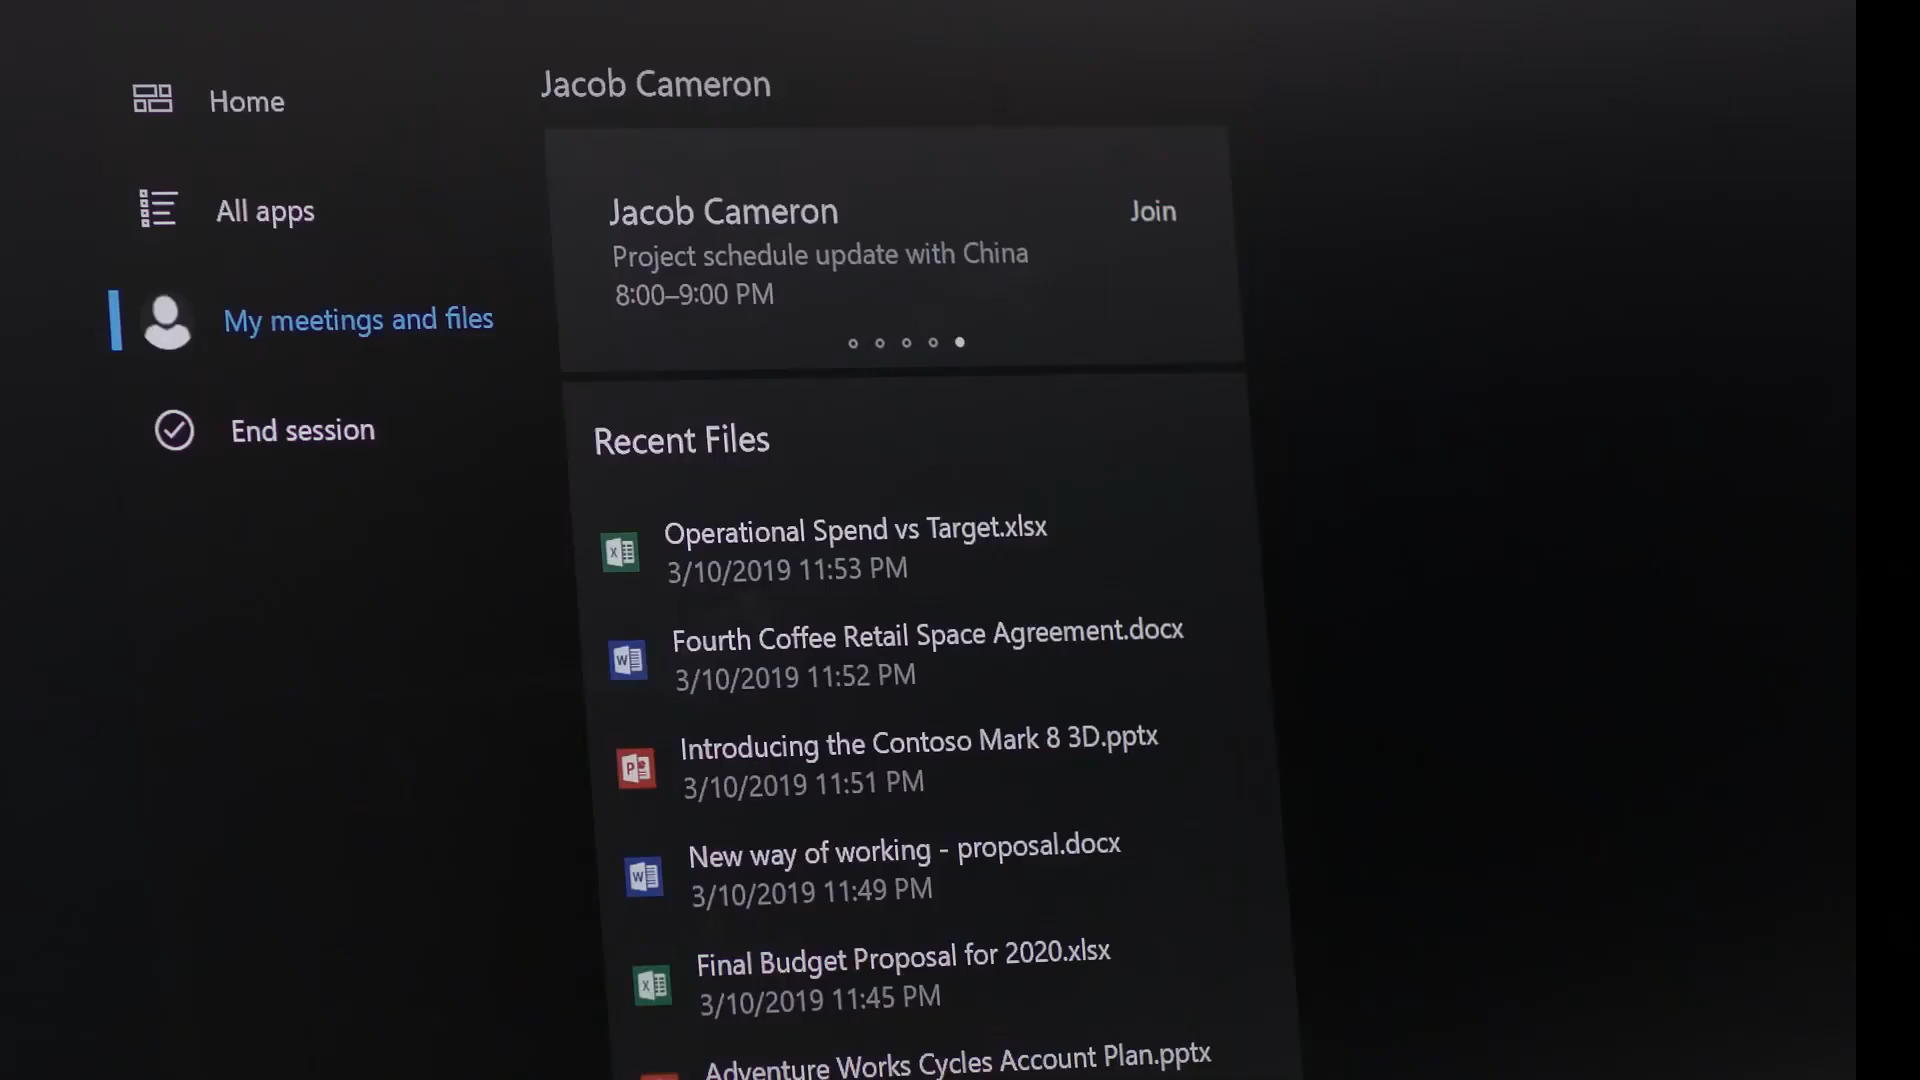 Home
All apps
My meetings and files
End session
Jacob Cameron
Jacob Cameron
Join
Project schedule update with China
8:00–9:00 PM
Recent Files
Operational Spend vs Target.xlsx
3/10/2019 11:53 PM
Fourth Coffee Retail Space Agreement.docx
3/10/2019 11:52 PM
Introducing the Contoso Mark 8 3D.pptx
3/10/2019 11:51 PM
New way of working - proposal.docx
3/10/2019 11:49 PM
Final Budget Proposal for 2020.xlsx
3/10/2019 11:45 PM
Adventure Works Cycles Account Plan.pptx